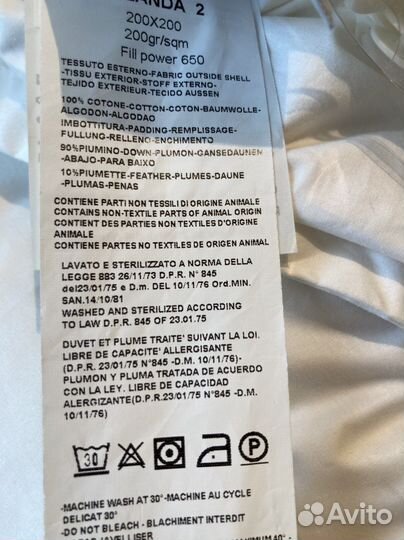 2
200X200
200gr/sqm
Fill power 650
TESSUTO ESTERNO-FABRIC OUTSIDE SHELL
-TISSU EXTERIOR-STOFF EXTERNO-
TEJIDO EXTERIEUR-TECIDO AUSSEN
100% COTONE-COTTON-COTON-BAUMWOLLE-
ALGODON-ALGODAO
IMBOTTITURA-PADDING-REMPLISSAGE-
FULLUNG-RELLENO-ENCHIMENTO
90%PIUMINO-DOWN-PLUMON-GANSEDAUNEM
-ABAJO-PARA BAIXO
10%PIUMETTE-FEATHER-PLUMES-DAUNE
-PLUMAS-PENAS
CONTIENE PARTI NON TESSILI DI ORIGINE ANIMALE
CONTAINS NON-TEXTILE PARTS OF ANIMAL ORIGIN
CONTIENT DES PARTIES NON TEXTILES D'ORIGINE
ANIMALE
CONTIENE PARTES NO TEXTILES DE ORIGEN ANIMAL
LAVATO E STERILIZZATO A NORMA DELLA
LEGGE 883 26/11/73 D.P.R. N° 845
del23/01/75 e D.M. DEL 10/11/76 Ord.MIN.
SAN.14/10/81
WASHED AND STERILIZED ACCORDING
TO LAW D.P.R. 845 OF 23.01.75
DUVET ET PLUME TRAITE' SUIVANT LA LOI.
LIBRE DE CAPACITE' ALLERGISANTE
(D.P.R. 23/01/75 N°845 -D.M. 10/11/76)-
PLUMON Y PLUMA TRATADA DE ACUERDO
CON LA LEY. LIBRE DE CAPACIDAD
ALERGIZANTE(D.P.R. 23/01/75 N°845 -D.M.
10/11/76)
30 P
-MACHINE WASH AT 30°-MACHINE AU CYCLE
DELICAT 30°
-DO NOT BLEACH - BLACHIMENT INTERDIT
JAVELLISER
MAXIMUM 40°
Avito